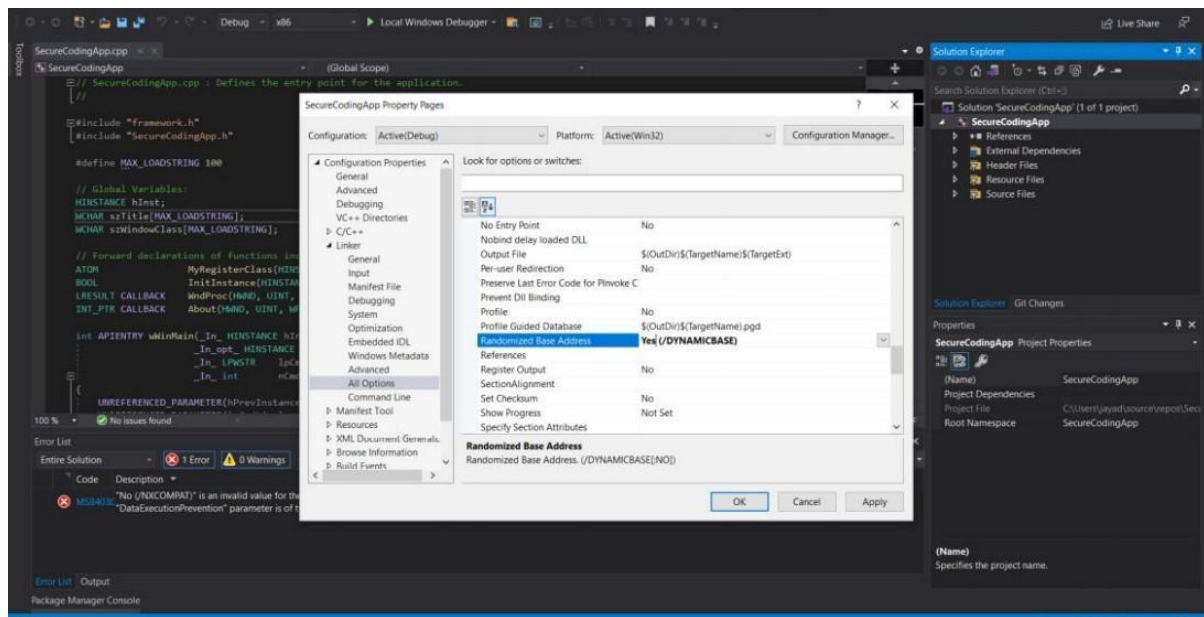 Debug
x86
Local Windows Debugger
Live Share
Toolbox
SecureCodingApp.cpp
SecureCodingApp
(Global Scope)
// SecureCodingApp.cpp : Defines the entry point for the application.
//
#include "framework.h"
#include "SecureCodingApp.h"
#define MAX_LOADSTRING 100
// Global Variables:
HINSTANCE hInst;
WCHAR szTitle[MAX_LOADSTRING];
WCHAR szWindowClass[MAX_LOADSTRING];
// Forward declarations of functions inc
ATOM MyRegisterClass(HINS
BOOL InitInstance(HINSTAN
LRESULT CALLBACK WndProc(HWND, UINT,
INT_PTR CALLBACK About(HWND, UINT, WP
int APIENTRY wWinMain(_In_ HINSTANCE hIn
_In_opt_ HINSTANCE
_In_ LPWSTR lpCm
_In_ int nCmd
{
UNREFERENCED_PARAMETER(hPrevInstance
100 %
No issues found
Error List
Entire Solution
1 Error
0 Warnings
Code Description
"No (/NXCOMPAT)" is an invalid value for the
"DataExecutionPrevention" parameter is of t
Error List Output
Package Manager Console
SecureCodingApp Property Pages
? ×
Configuration: Active(Debug) Platform: Active(Win32) Configuration Manager...
Configuration Properties
General
Advanced
Debugging
VC++ Directories
C/C++
Linker
General
Input
Manifest File
Debugging
System
Optimization
Embedded IDL
Windows Metadata
Advanced
All Options
Command Line
Manifest Tool
Resources
XML Document Generato
Browse Information
Build Events
Look for options or switches:
No Entry Point No
Nobind delay loaded DLL
Output File $(OutDir)$(TargetName)$(TargetExt)
Per-user Redirection No
Preserve Last Error Code for PInvoke C
Prevent Dll Binding
Profile No
Profile Guided Database $(OutDir)$(TargetName).pgd
Randomized Base Address Yes (/DYNAMICBASE)
References
Register Output No
SectionAlignment
Set Checksum No
Show Progress Not Set
Specify Section Attributes
Randomized Base Address
Randomized Base Address. (/DYNAMICBASE[:NO])
OK Cancel Apply
Solution Explorer
Search Solution Explorer (Ctrl+;)
Solution 'SecureCodingApp' (1 of 1 project)
SecureCodingApp
References
External Dependencies
Header Files
Resource Files
Source Files
Solution Explorer Git Changes
Properties
SecureCodingApp Project Properties
(Name) SecureCodingApp
Project Dependencies
Project File C:\Users\jayad\source\repos\Sec
Root Namespace SecureCodingApp
(Name)
Specifies the project name.